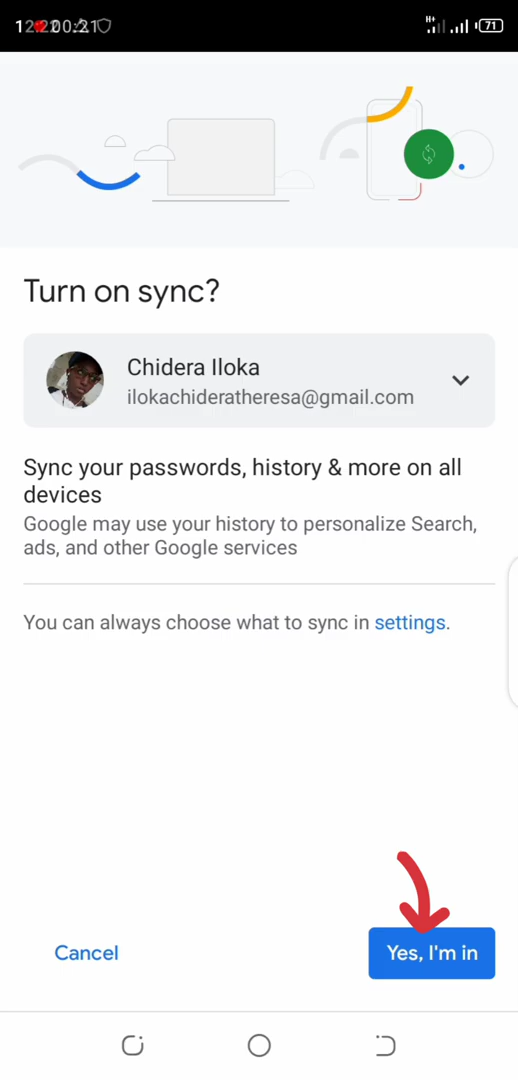 71
Turn on sync?
Chidera Iloka
ilokachideratheresa@gmail.com
Sync your passwords, history & more on all
devices
Google may use your history to personalize Search,
ads, and other Google services
You can always choose what to sync in settings.
Cancel
Yes, I'm in